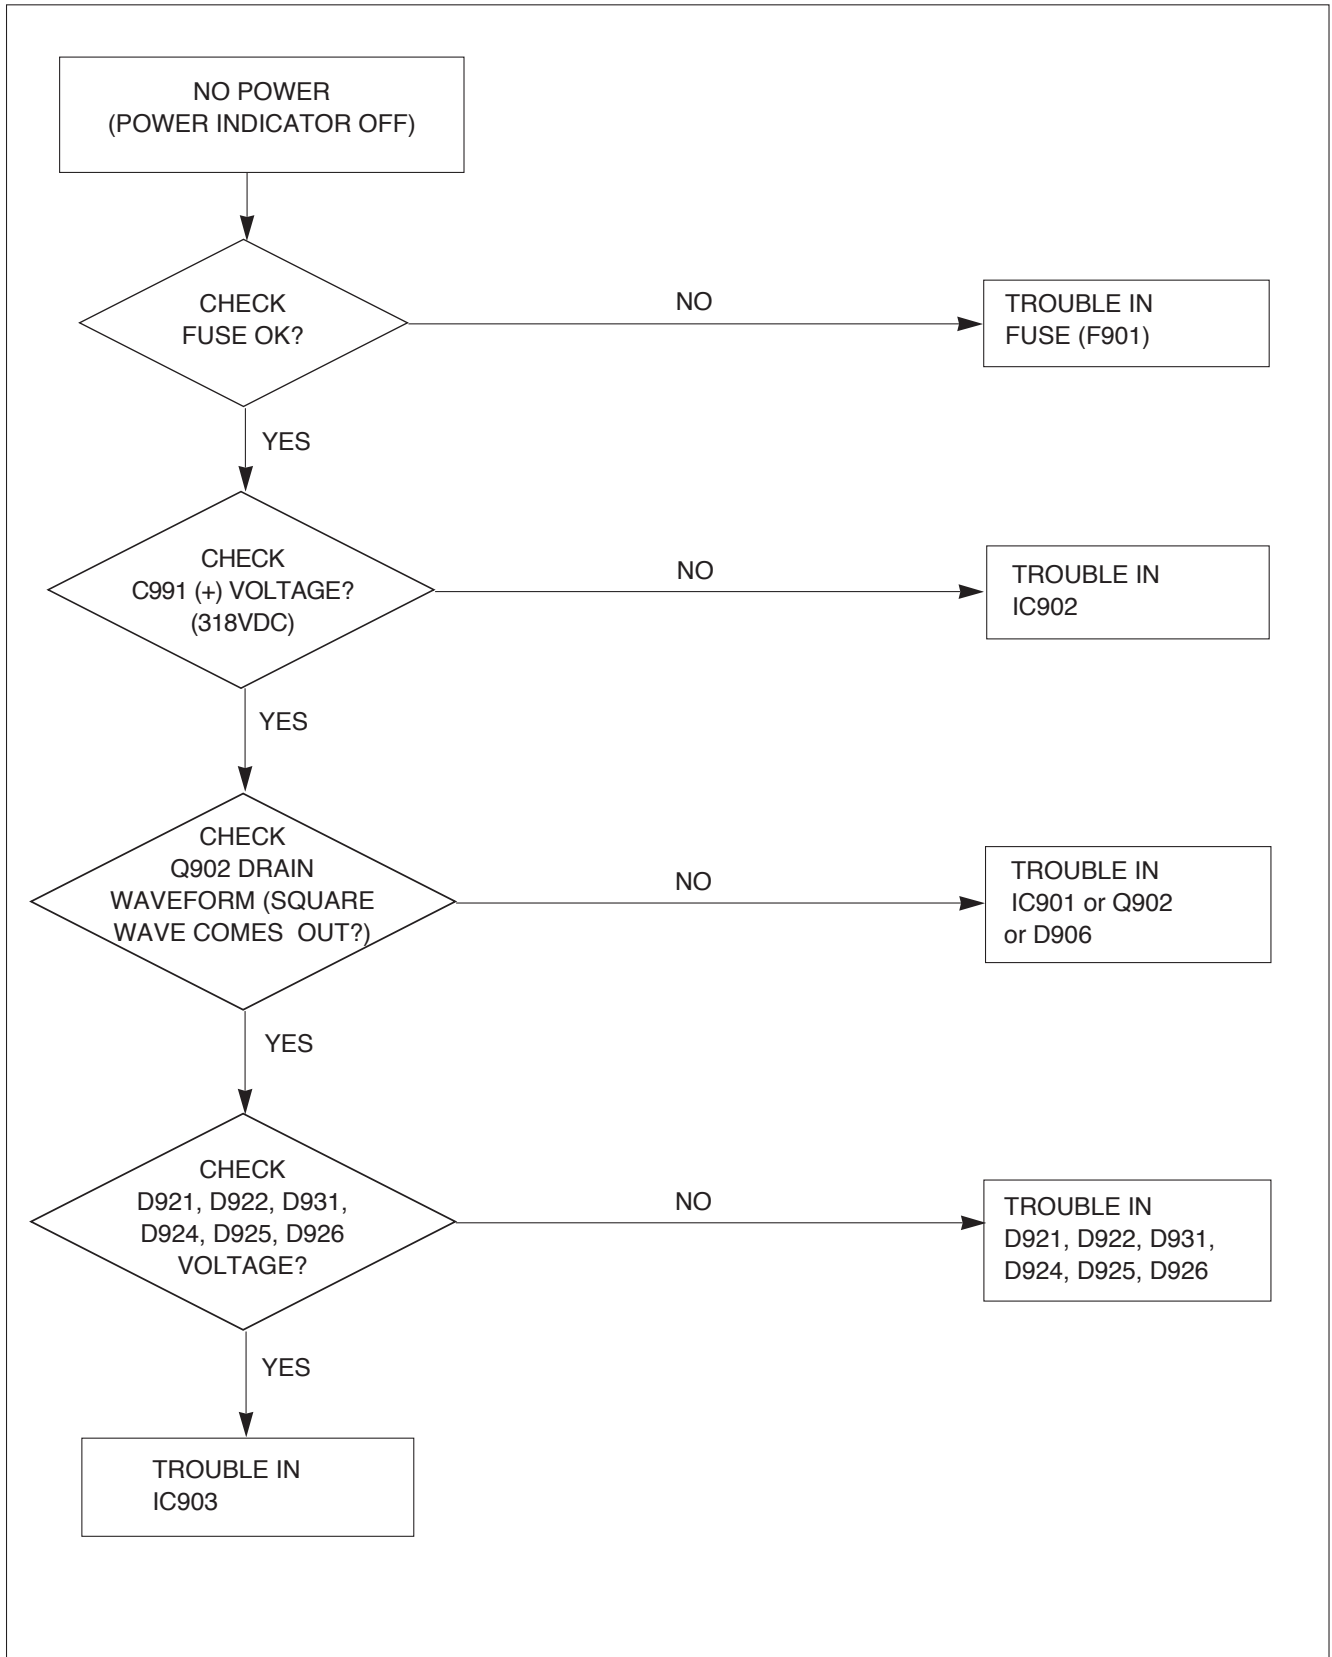 NO POWER
(POWER INDICATOR OFF)
CHECK
FUSE OK?
NO
TROUBLE IN
FUSE (F901)
YES
CHECK
C991 (+) VOLTAGE?
(318VDC)
NO
TROUBLE IN
IC902
YES
CHECK
Q902 DRAIN
WAVEFORM (SQUARE
WAVE COMES OUT?)
NO
TROUBLE IN
IC901 or Q902
or D906
YES
CHECK
D921, D922, D931,
D924, D925, D926
VOLTAGE?
NO
TROUBLE IN
D921, D922, D931,
D924, D925, D926
YES
TROUBLE IN
IC903